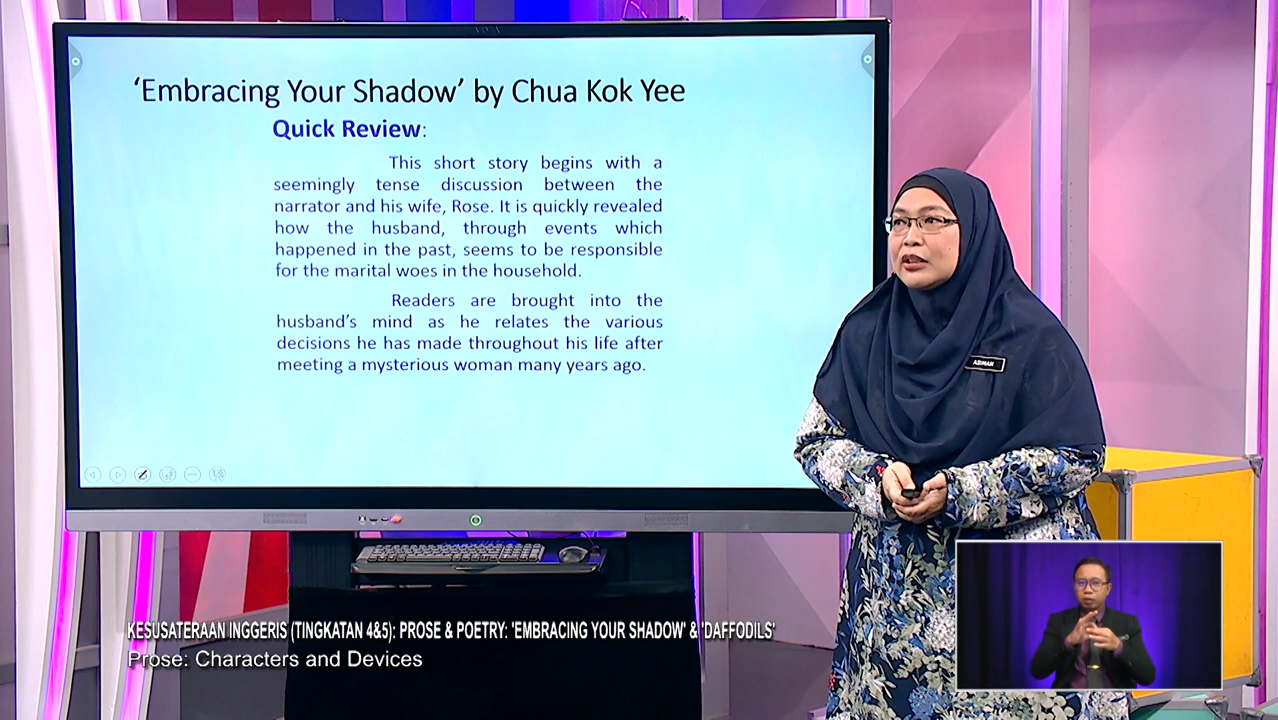 'Embracing Your Shadow' by Chua Kok Yee
Quick Review:
This short story begins with a
seemingly tense discussion between the
narrator and his wife, Rose. It is quickly revealed
how the husband, through events which
happened in the past, seems to be responsible
for the marital woes in the household.
Readers are brought into the
husband's mind as he relates the various
decisions he has made throughout his life after
meeting a mysterious woman many years ago.
KESUSATERAAN INGGERIS (TINGKATAN 4&5): PROSE & POETRY: 'EMBRACING YOUR SHADOW' & 'DAFFODILS'
Prose: Characters and Devices